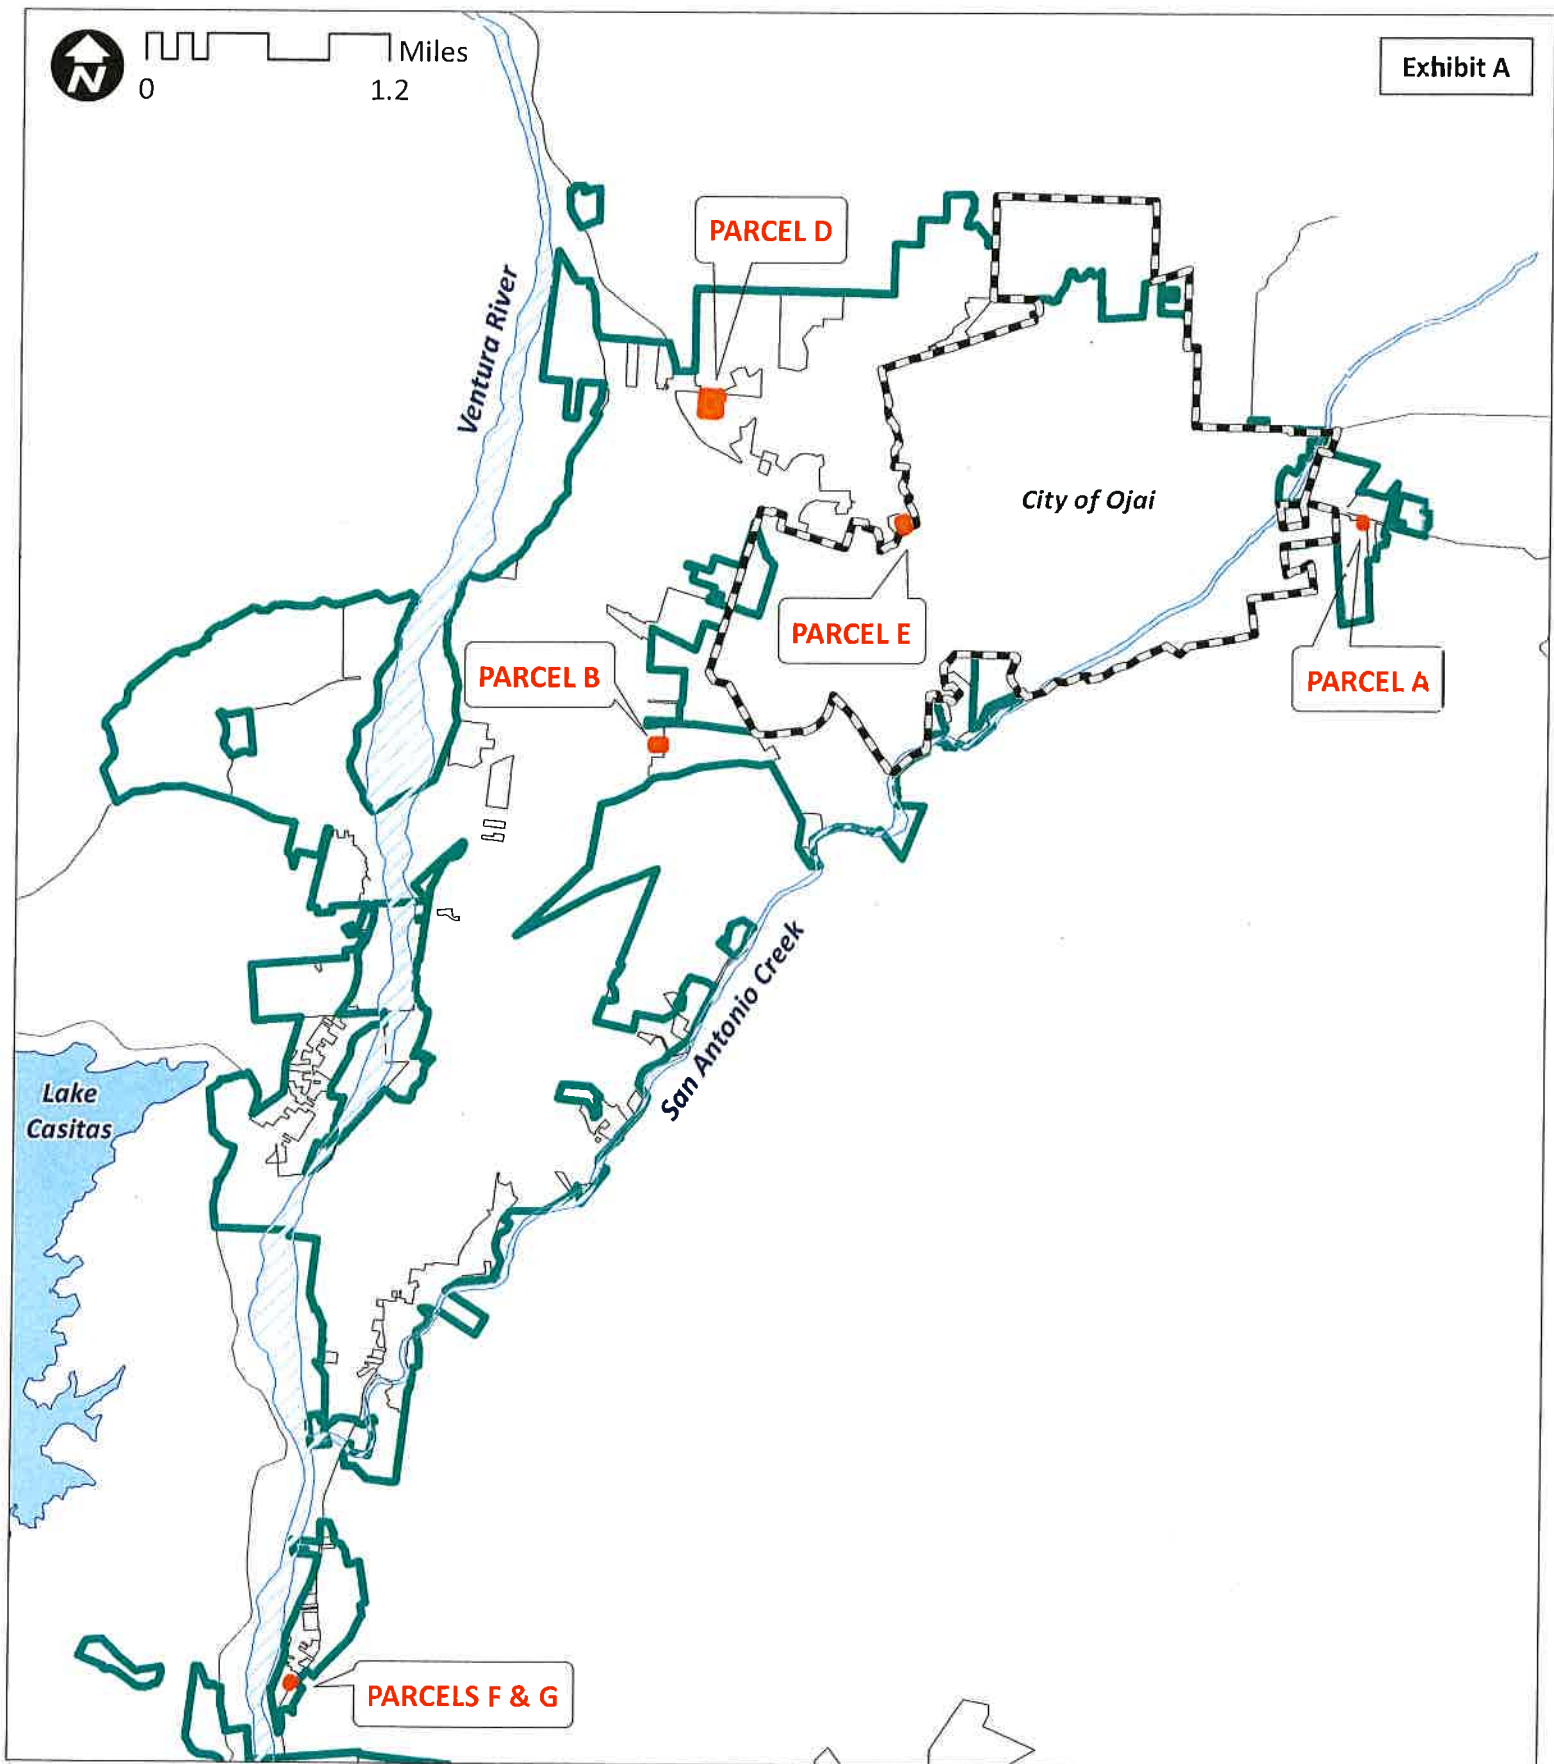 N
Miles
0
1.2
Exhibit A
PARCEL D
Ventura River
City of Ojai
PARCEL E
PARCEL B
PARCEL A
San Antonio Creek
Lake
Casitas
PARCELS F & G